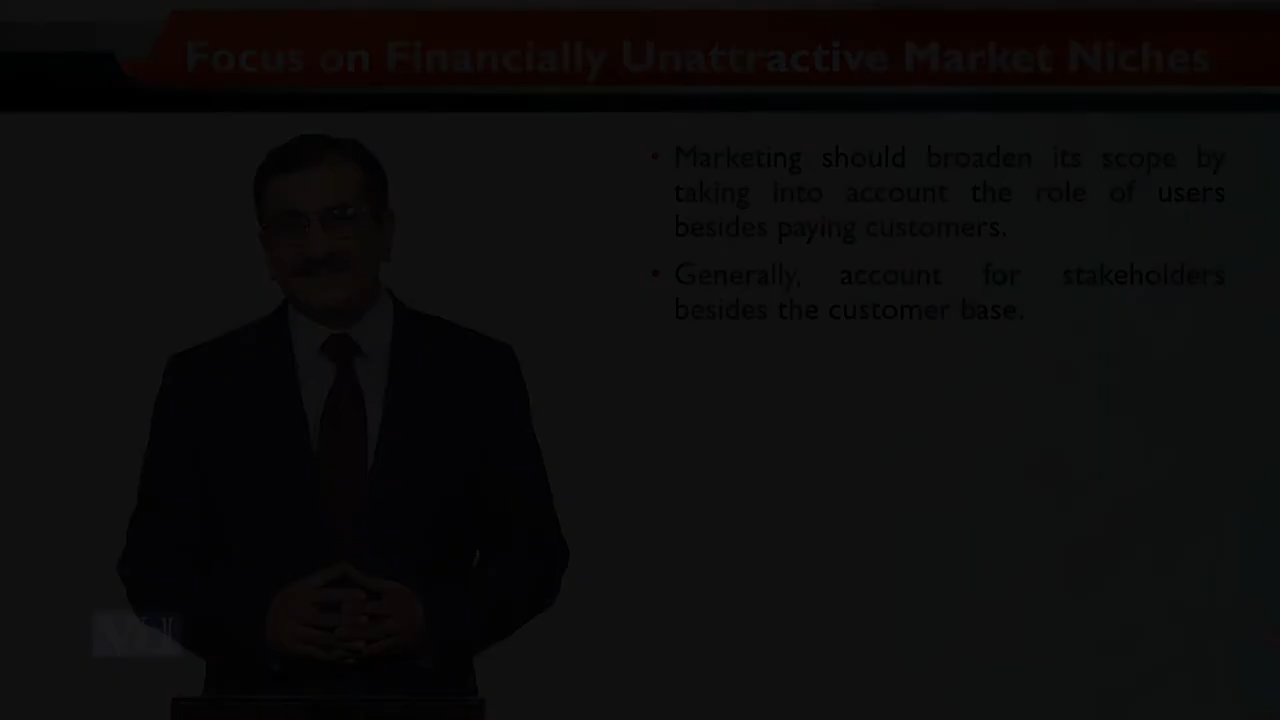 Focus on Financially Unattractive Market Niches
• Marketing should broaden its scope by
taking into account the role of users
besides paying customers.
• Generally, account for stakeholders
besides the customer base.